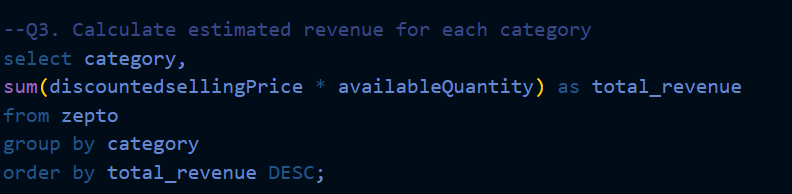 --Q3. Calculate estimated revenue for each category
select category,
sum(discountedsellingPrice * availableQuantity) as total_revenue
from zepto
group by category
order by total_revenue DESC;